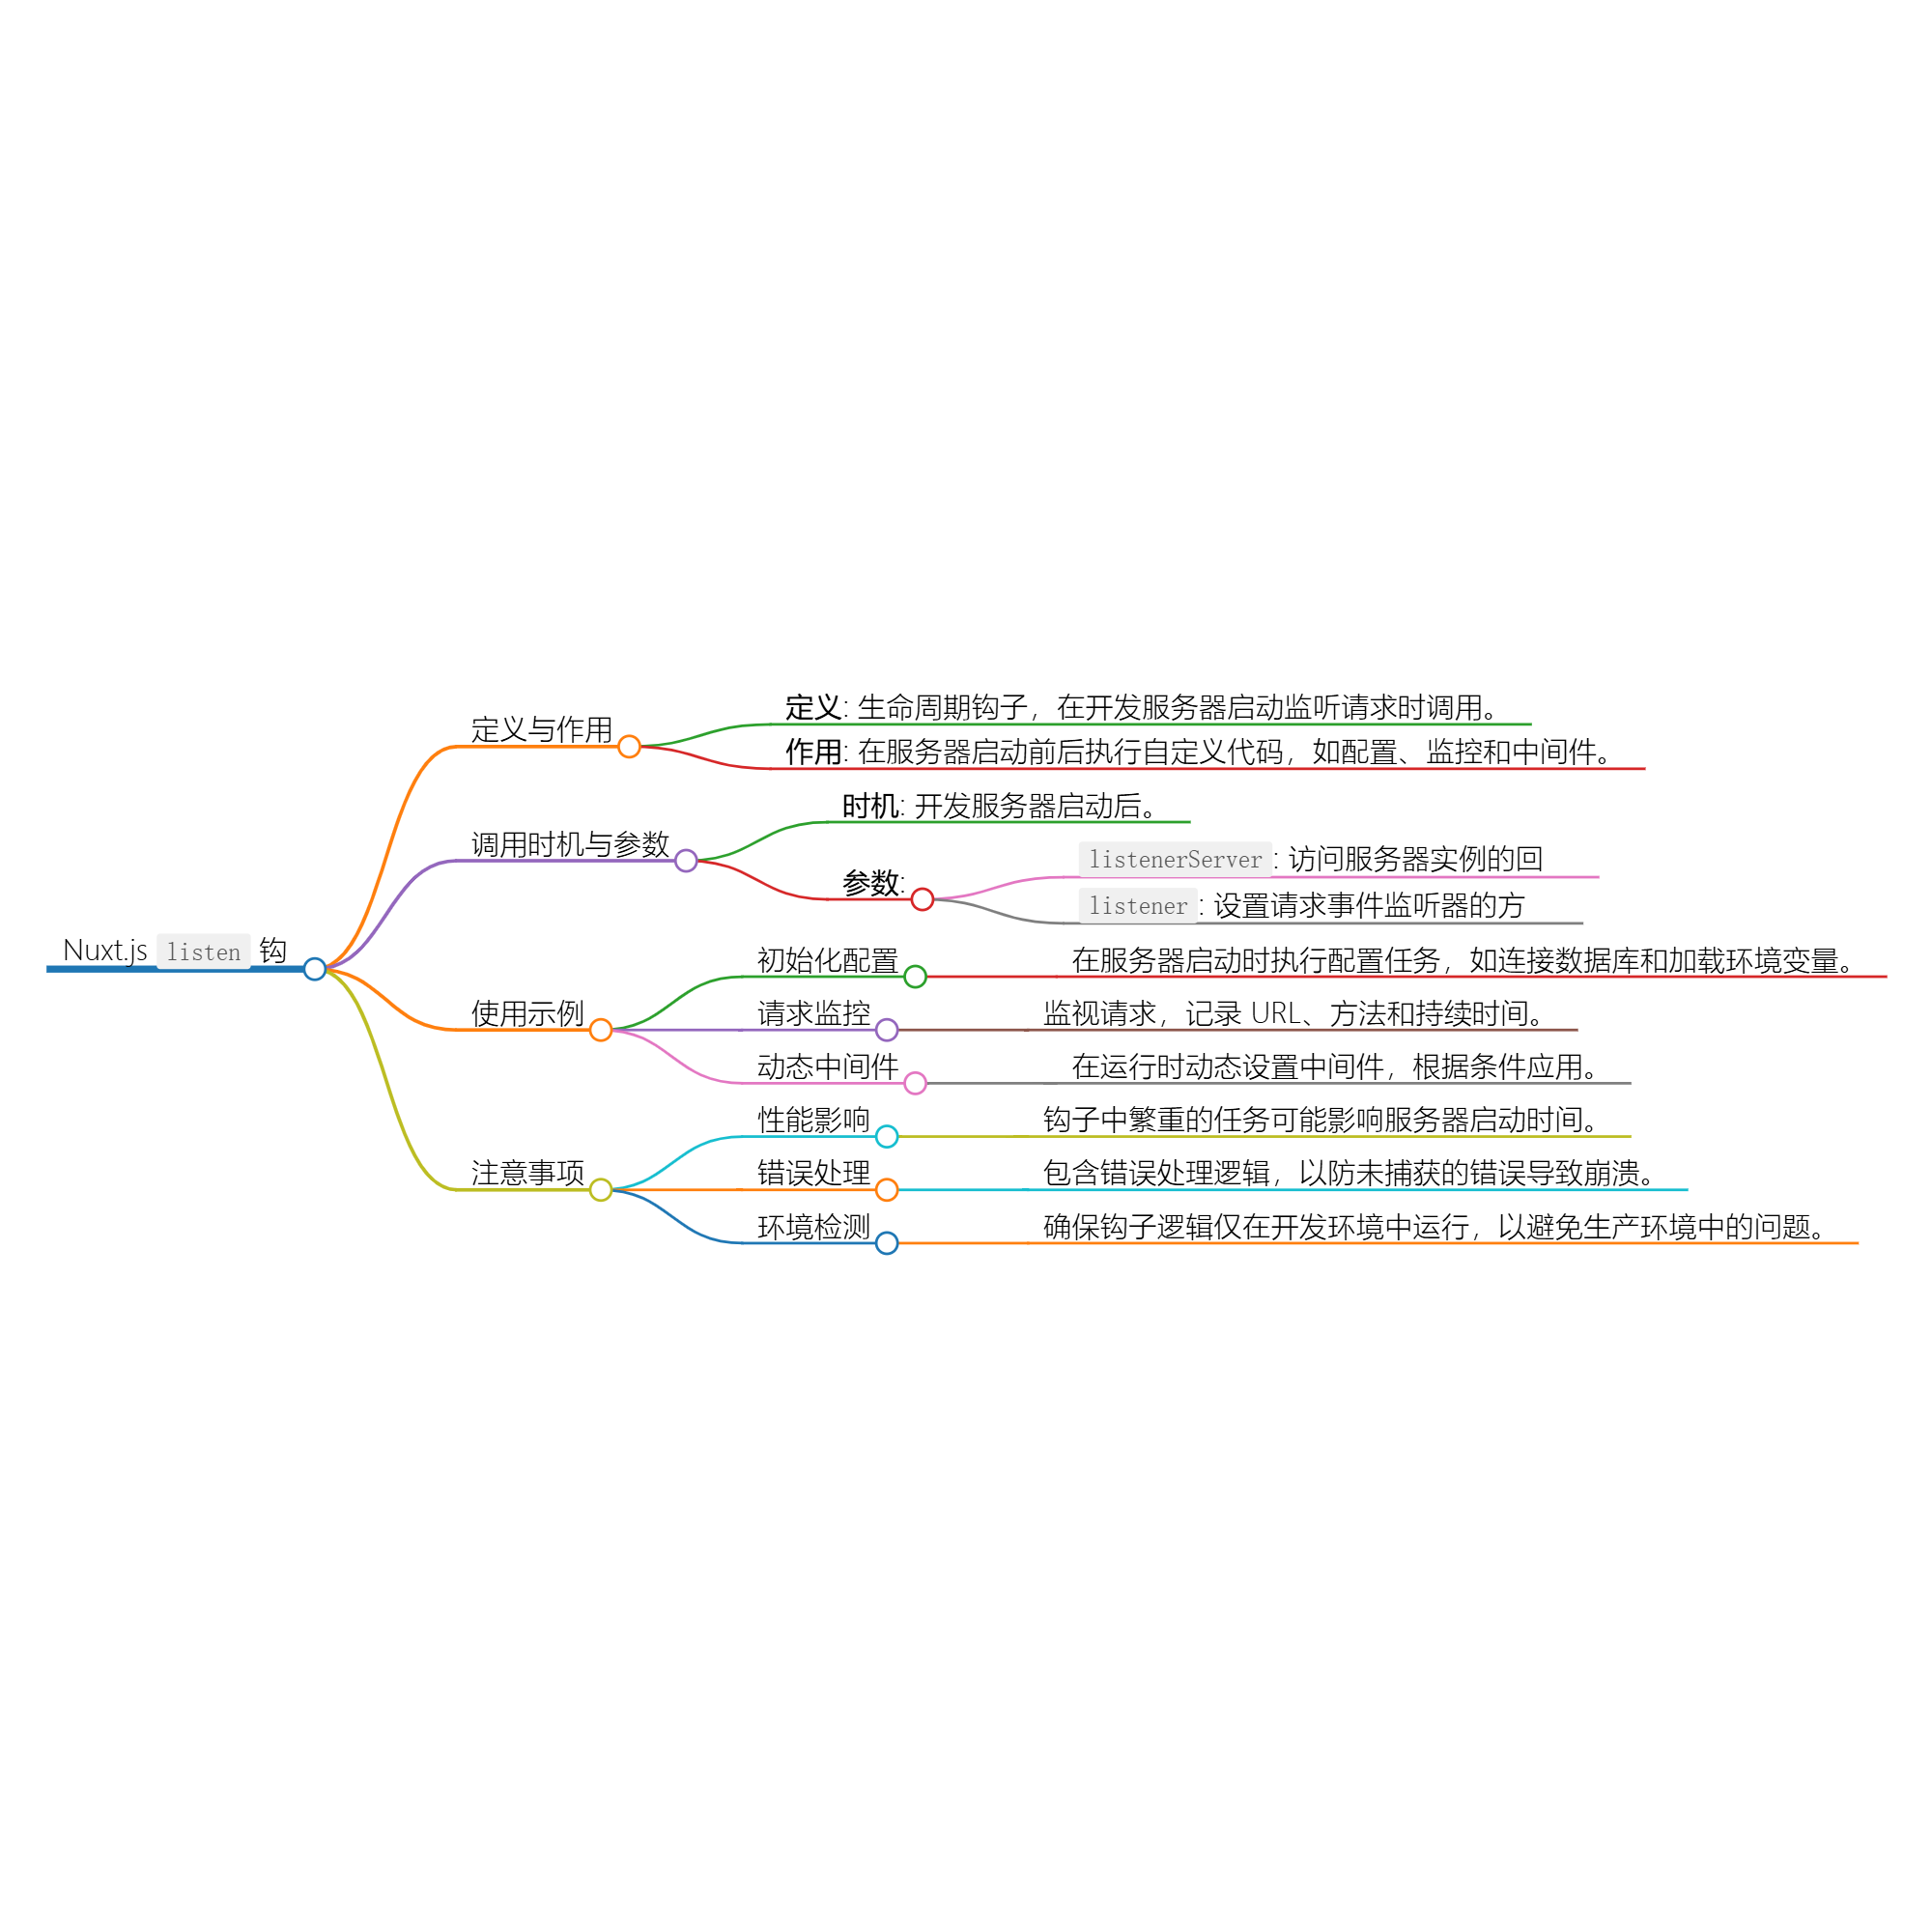 Nuxt.js listen 钩
定义与作用
定义: 生命周期钩子，在开发服务器启动监听请求时调用。
作用: 在服务器启动前后执行自定义代码，如配置、监控和中间件。
调用时机与参数
时机: 开发服务器启动后。
参数:
listenerServer: 访问服务器实例的回
listener: 设置请求事件监听器的方
使用示例
初始化配置
在服务器启动时执行配置任务，如连接数据库和加载环境变量。
请求监控
监视请求，记录 URL、方法和持续时间。
动态中间件
在运行时动态设置中间件，根据条件应用。
注意事项
性能影响
钩子中繁重的任务可能影响服务器启动时间。
错误处理
包含错误处理逻辑，以防未捕获的错误导致崩溃。
环境检测
确保钩子逻辑仅在开发环境中运行，以避免生产环境中的问题。